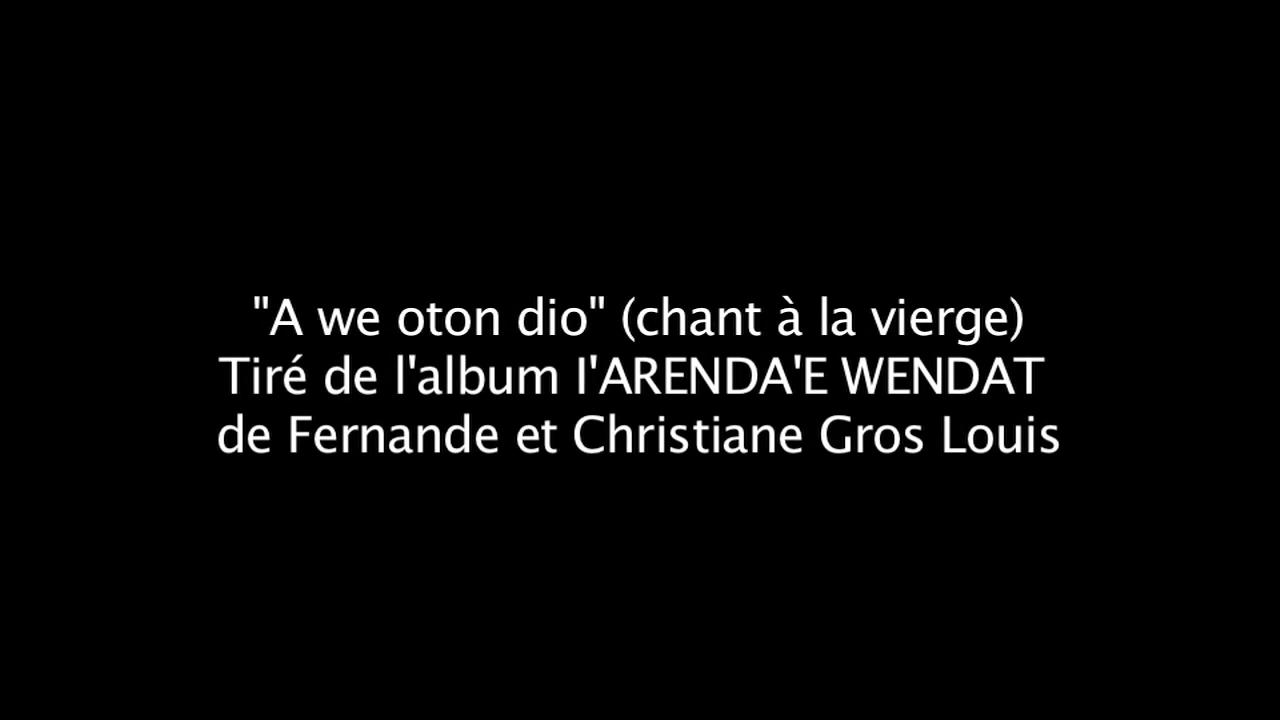 "A we oton dio" (chant à la vierge)
Tiré de l'album I'ARENDA'E WENDAT
de Fernande et Christiane Gros Louis